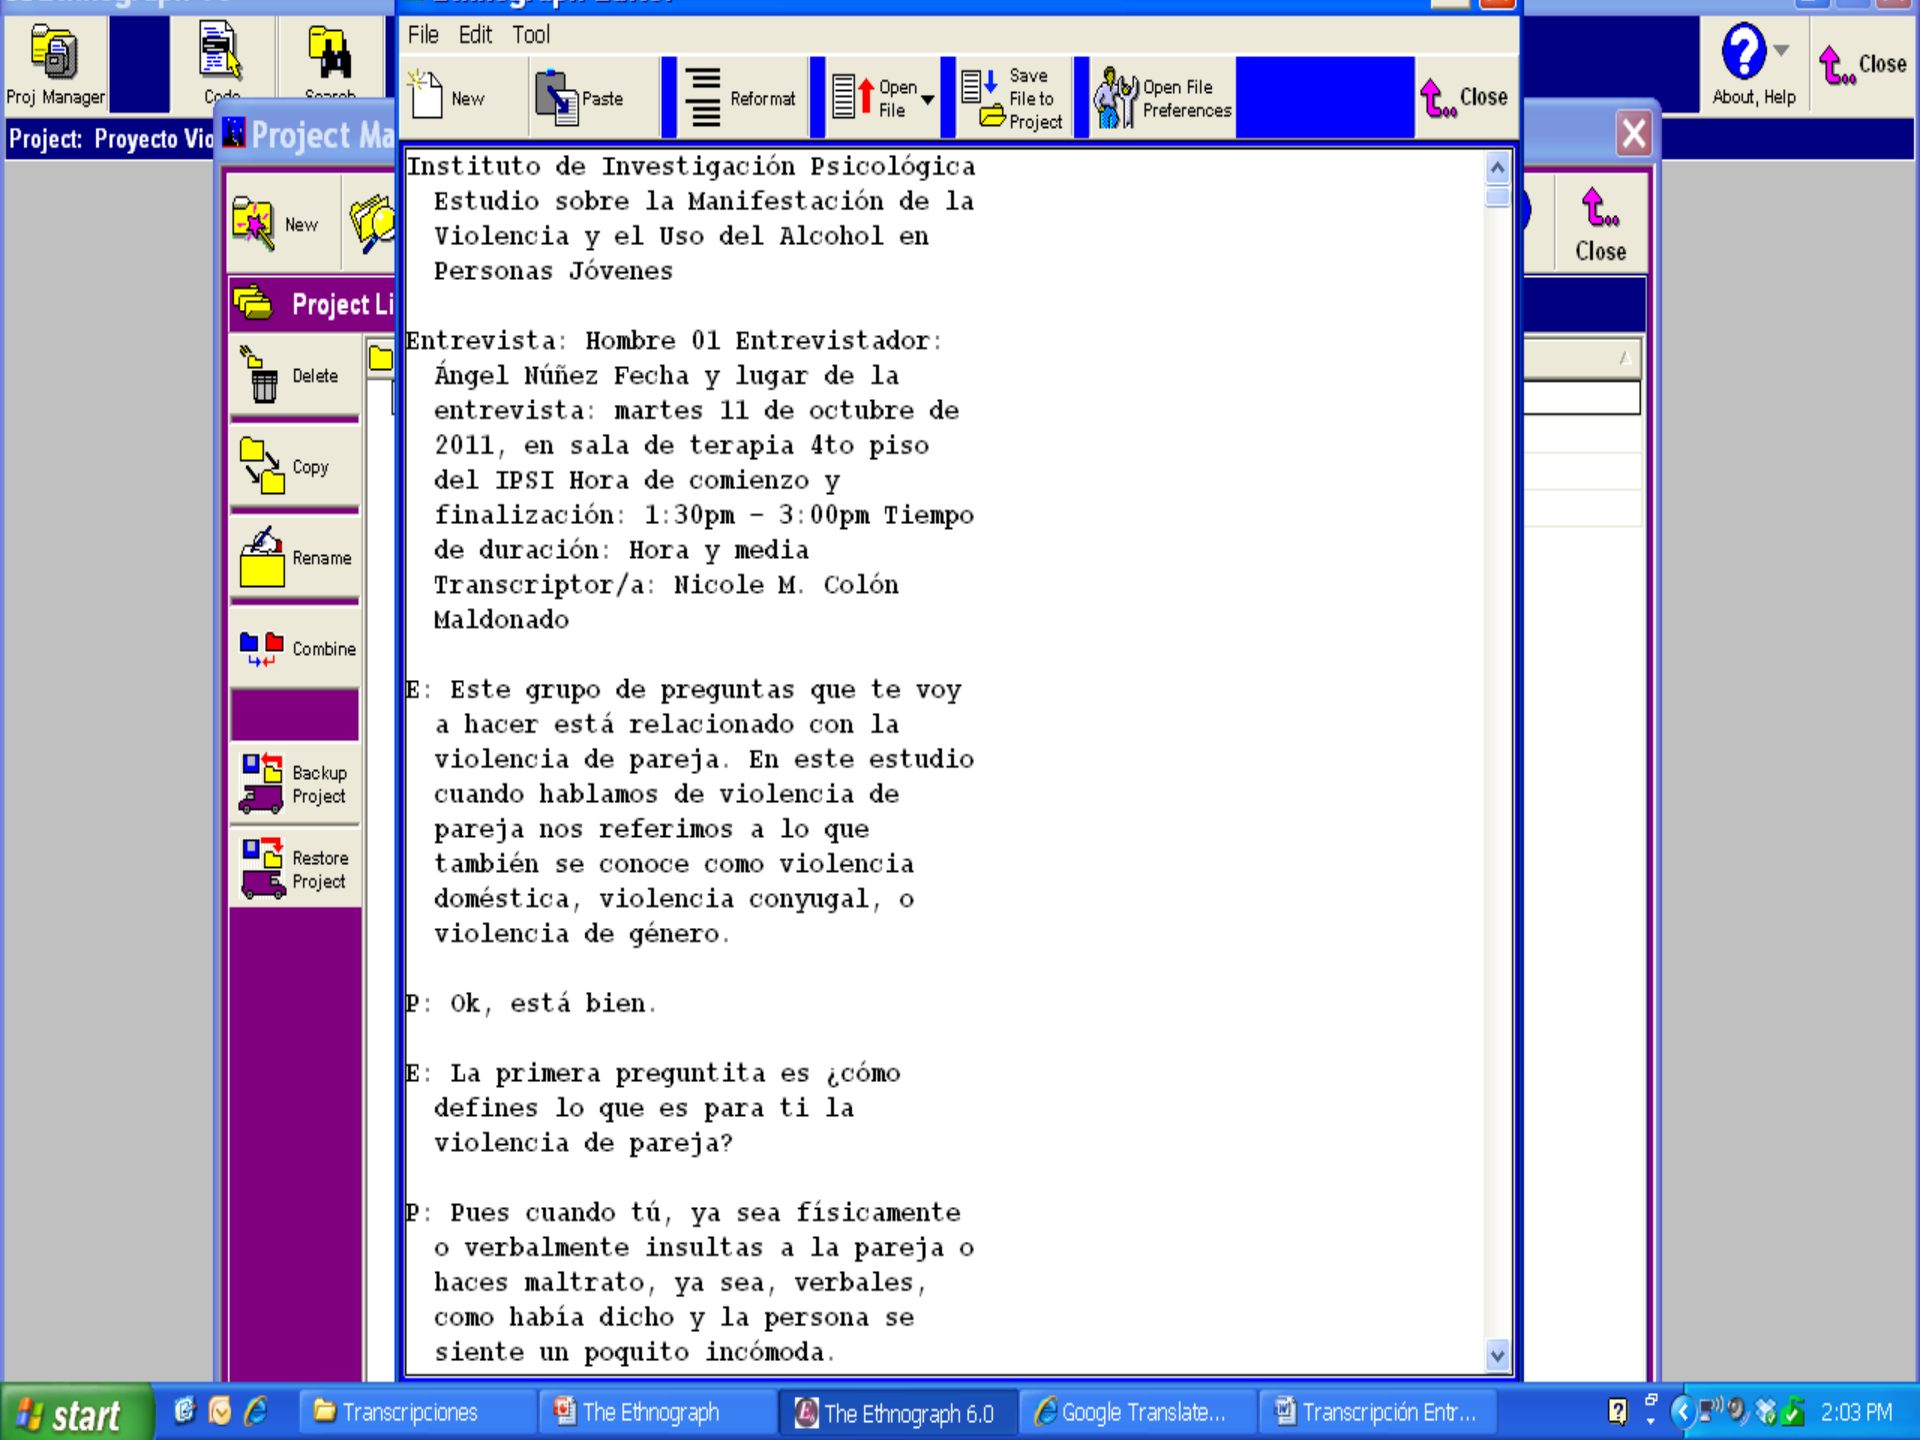 File Edit Tool
Proj Manager
New
Paste
Reformat
Open
File
Save
File to
Project
Open File
Preferences
Close
About, Help
Close
Project: Proyecto Vio
Project Ma
New
Close
Project Li
Delete
Copy
Rename
Combine
Backup
Project
Restore
Project
Instituto de Investigación Psicológica
Estudio sobre la Manifestación de la
Violencia y el Uso del Alcohol en
Personas Jóvenes
Entrevista: Hombre 01 Entrevistador:
Ángel Núñez Fecha y lugar de la
entrevista: martes 11 de octubre de
2011, en sala de terapia 4to piso
del IPSI Hora de comienzo y
finalización: 1:30pm – 3:00pm Tiempo
de duración: Hora y media
Transcriptor/a: Nicole M. Colón
Maldonado
E: Este grupo de preguntas que te voy
a hacer está relacionado con la
violencia de pareja. En este estudio
cuando hablamos de violencia de
pareja nos referimos a lo que
también se conoce como violencia
doméstica, violencia conyugal, o
violencia de género.
P: Ok, está bien.
E: La primera preguntita es ¿cómo
defines lo que es para ti la
violencia de pareja?
P: Pues cuando tú, ya sea físicamente
o verbalmente insultas a la pareja o
haces maltrato, ya sea, verbales,
como había dicho y la persona se
siente un poquito incómoda.
start
Transcripciones
The Ethnograph
The Ethnograph 6.0
Google Translate...
Transcripción Entr...
2:03 PM